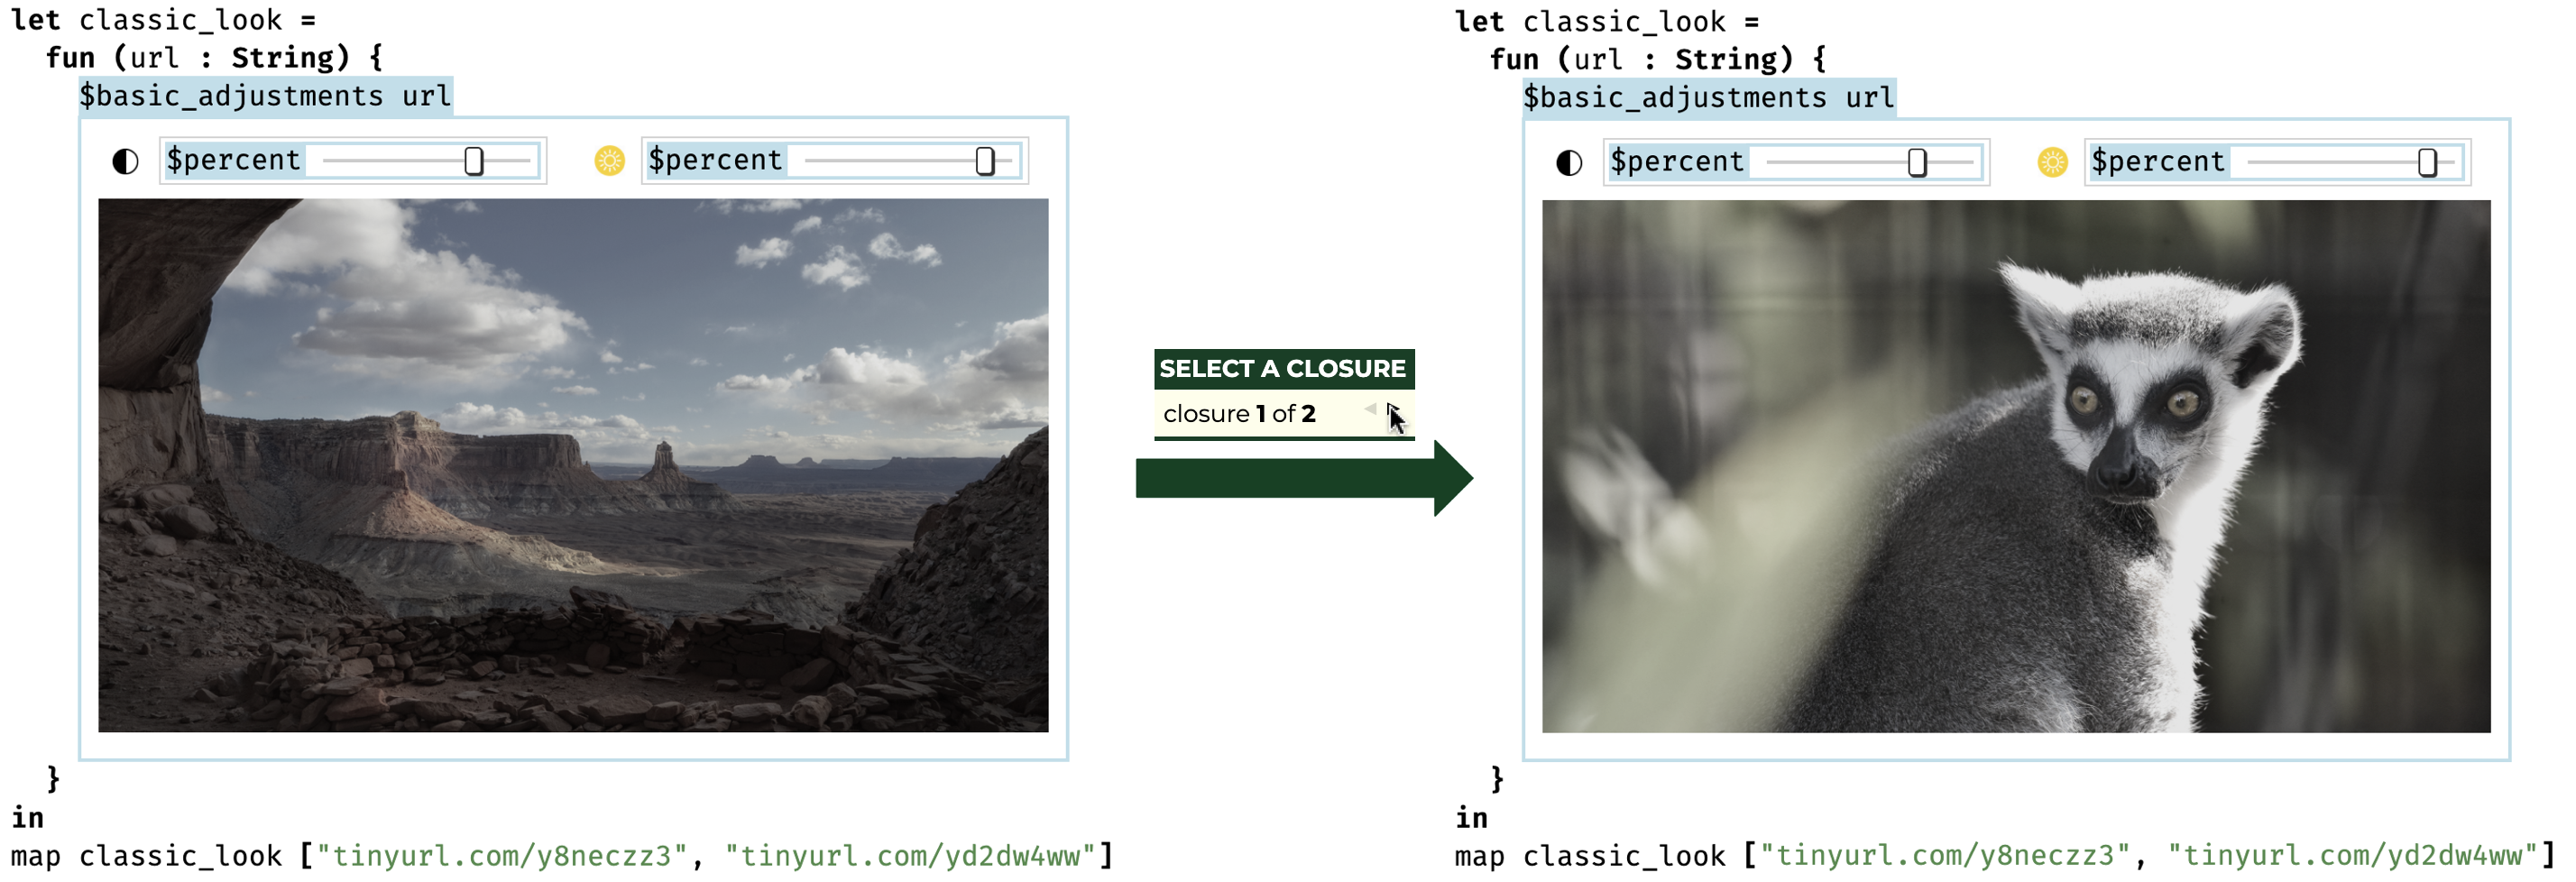 let classic_look =
fun (url : String) {
$basic_adjustments url
$percent $percent
}
in
map classic_look ["tinyurl.com/y8neczz3", "tinyurl.com/yd2dw4ww"]
SELECT A CLOSURE
closure 1 of 2
let classic_look =
fun (url : String) {
$basic_adjustments url
$percent $percent
}
in
map classic_look ["tinyurl.com/y8neczz3", "tinyurl.com/yd2dw4ww"]